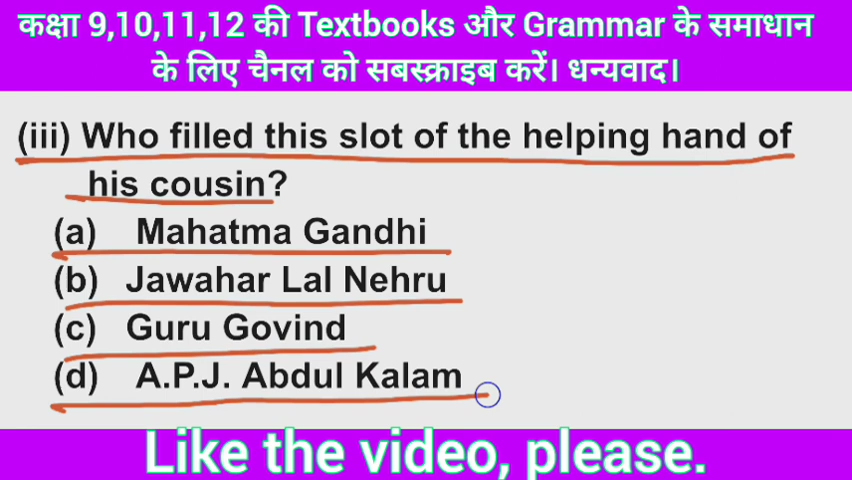 कक्षा 9,10,11,12 की Textbooks और Grammar के समाधान
के लिए चैनल को सबस्क्राइब करें। धन्यवाद।
(iii) Who filled this slot of the helping hand of
his cousin?
(a) Mahatma Gandhi
(b) Jawahar Lal Nehru
(c) Guru Govind
(d) A.P.J. Abdul Kalam
Like the video, please.